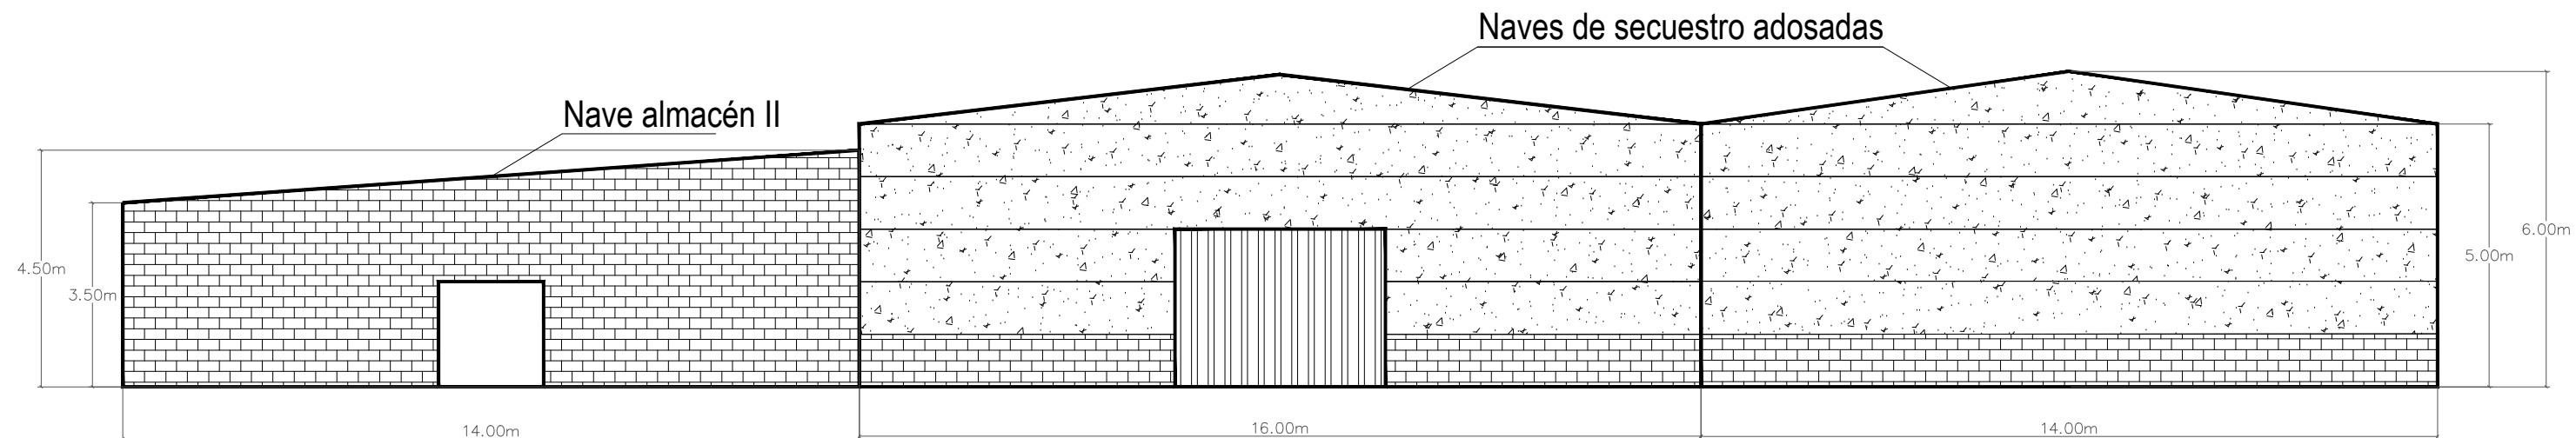 Naves de secuestro adosadas
Nave almacén II
4.50m
3.50m
6.00m
5.00m
14.00m
16.00m
14.00m